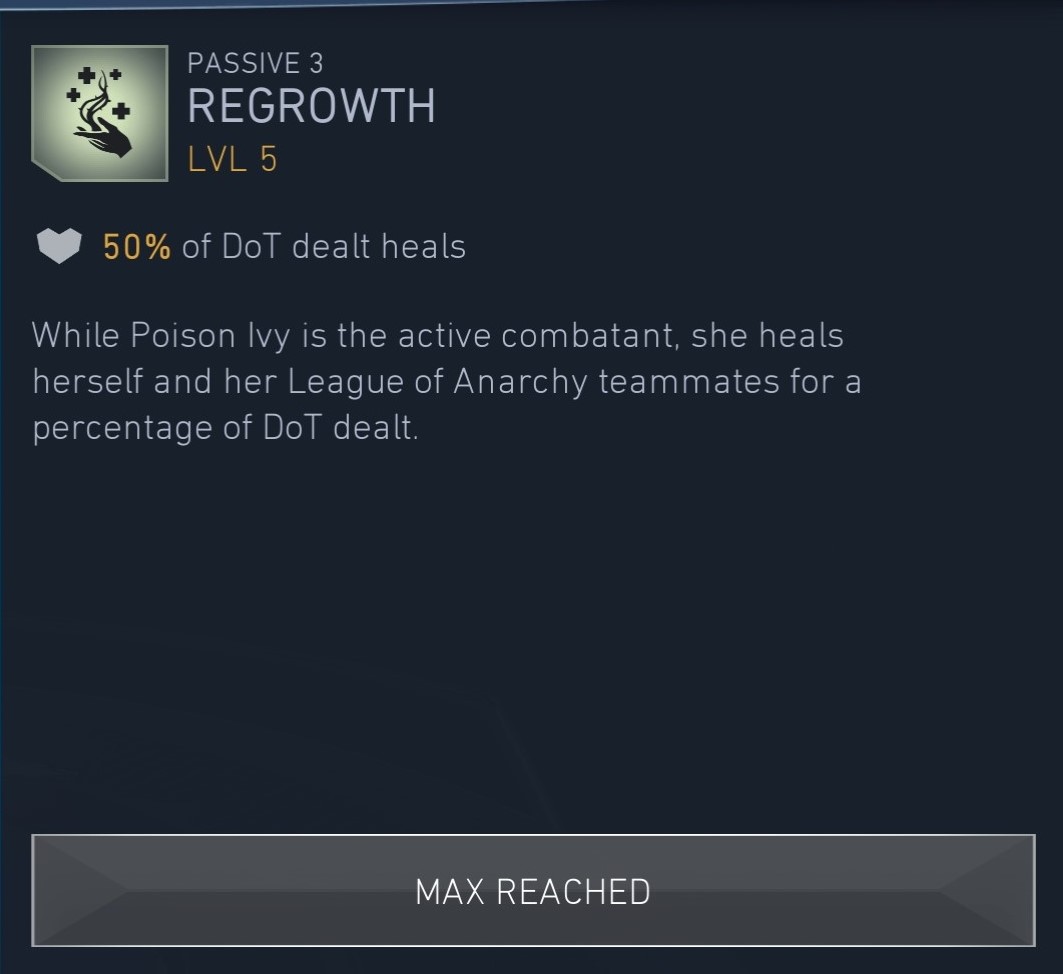 PASSIVE 3
REGROWTH
LVL 5
50% of DoT dealt heals
While Poison Ivy is the active combatant, she heals
herself and her League of Anarchy teammates for a
percentage of DoT dealt.
MAX REACHED